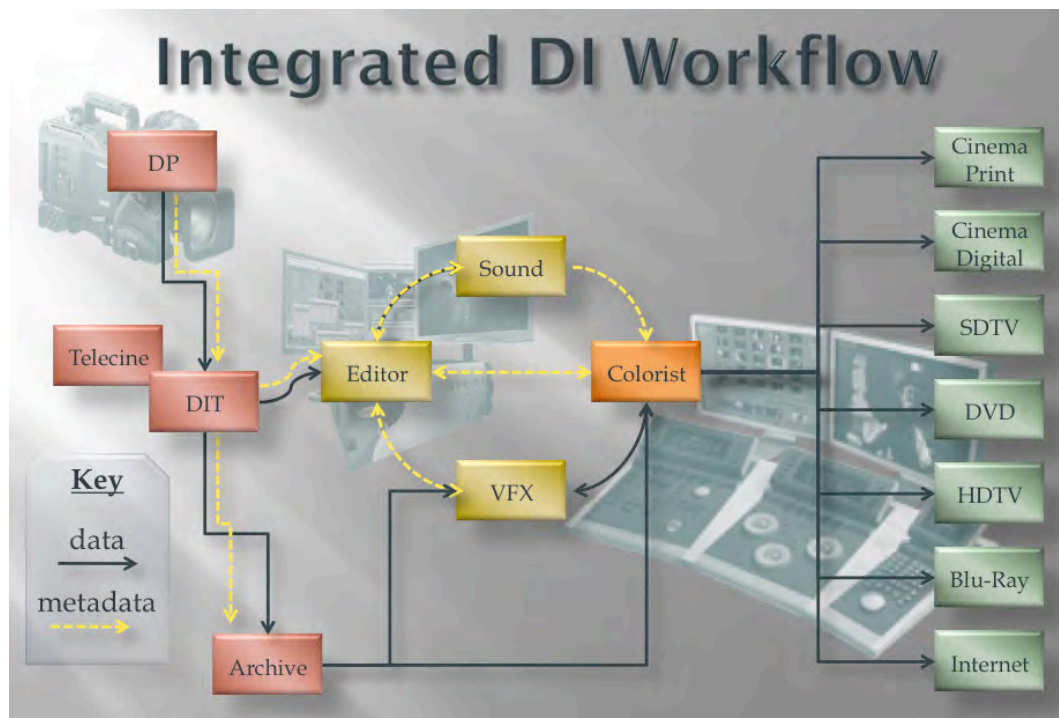 Integrated DI Workflow
DP
Telecine
DIT
Editor
Sound
Colorist
VFX
Archive
Key
data
metadata
Cinema
Print
Cinema
Digital
SDTV
DVD
HDTV
Blu-Ray
Internet